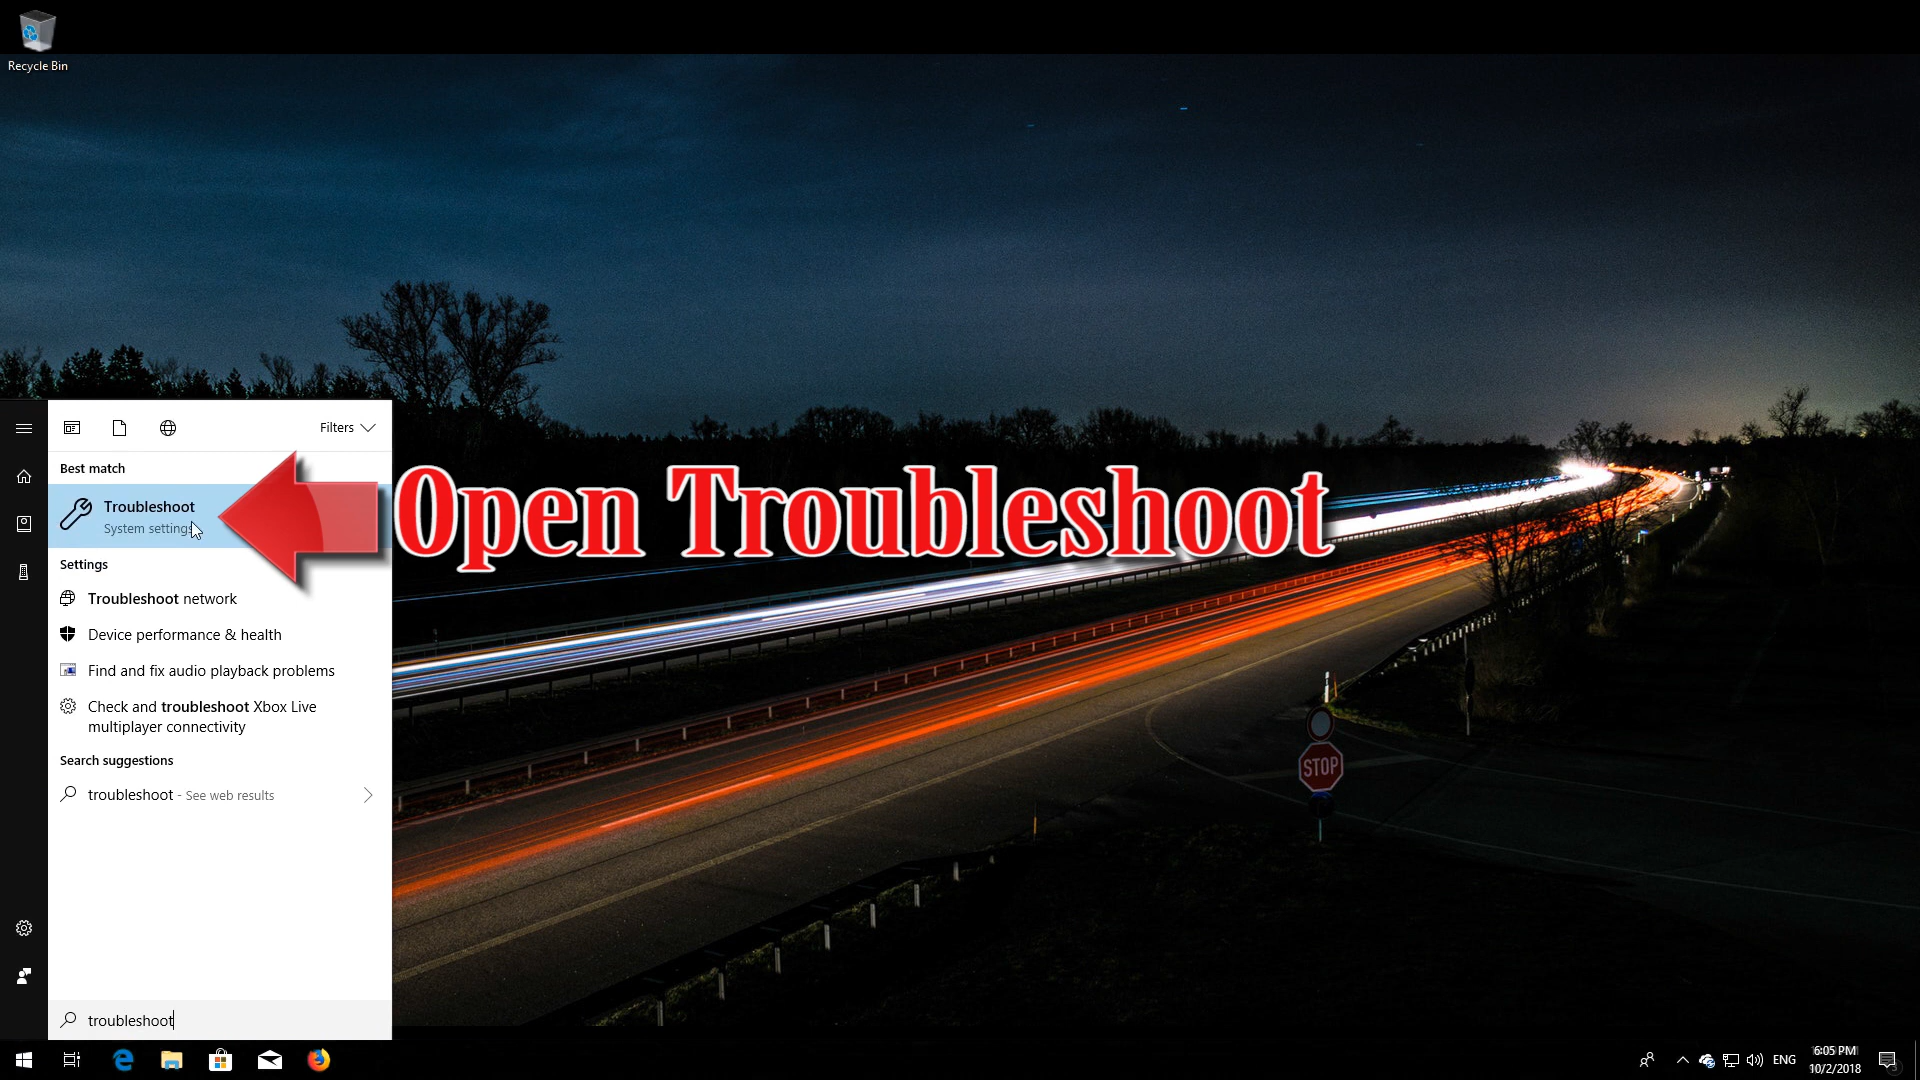 Recycle Bin
Filters
Best match
Troubleshoot
System settings
Open Troubleshoot
Settings
Troubleshoot network
Device performance & health
Find and fix audio playback problems
Check and troubleshoot Xbox Live
multiplayer connectivity
Search suggestions
troubleshoot - See web results
STOP
troubleshoot
ENG
6:05 PM
10/2/2018